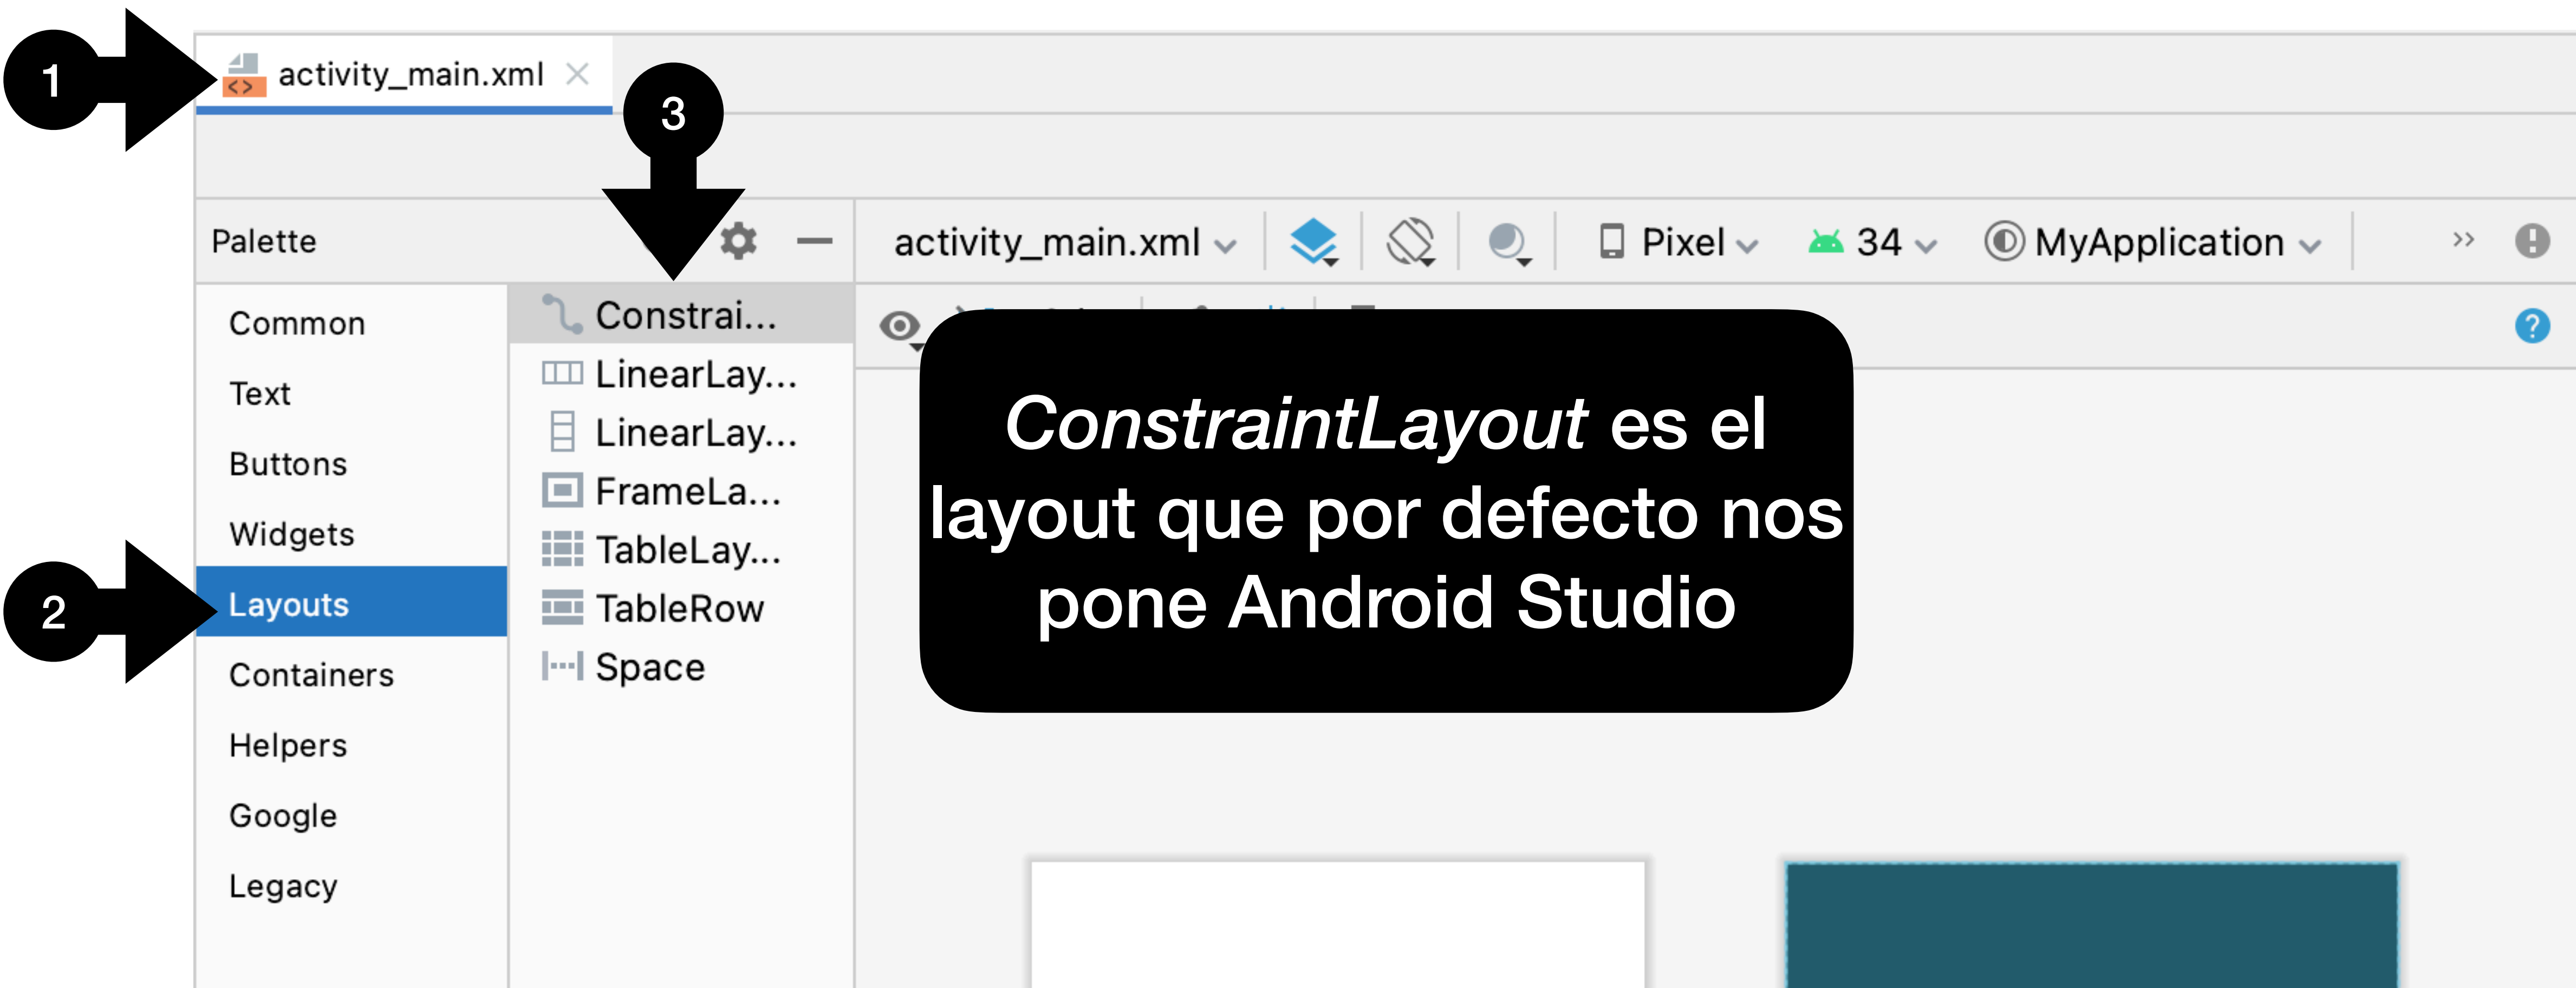 1
activity_main.xml
3
Palette
activity_main.xml
Pixel
34
MyApplication
Common
Text
Buttons
Widgets
2
Layouts
Containers
Helpers
Google
Legacy
Constrai...
LinearLay...
LinearLay...
FrameLa...
TableLay...
TableRow
Space
ConstraintLayout es el
layout que por defecto nos
pone Android Studio